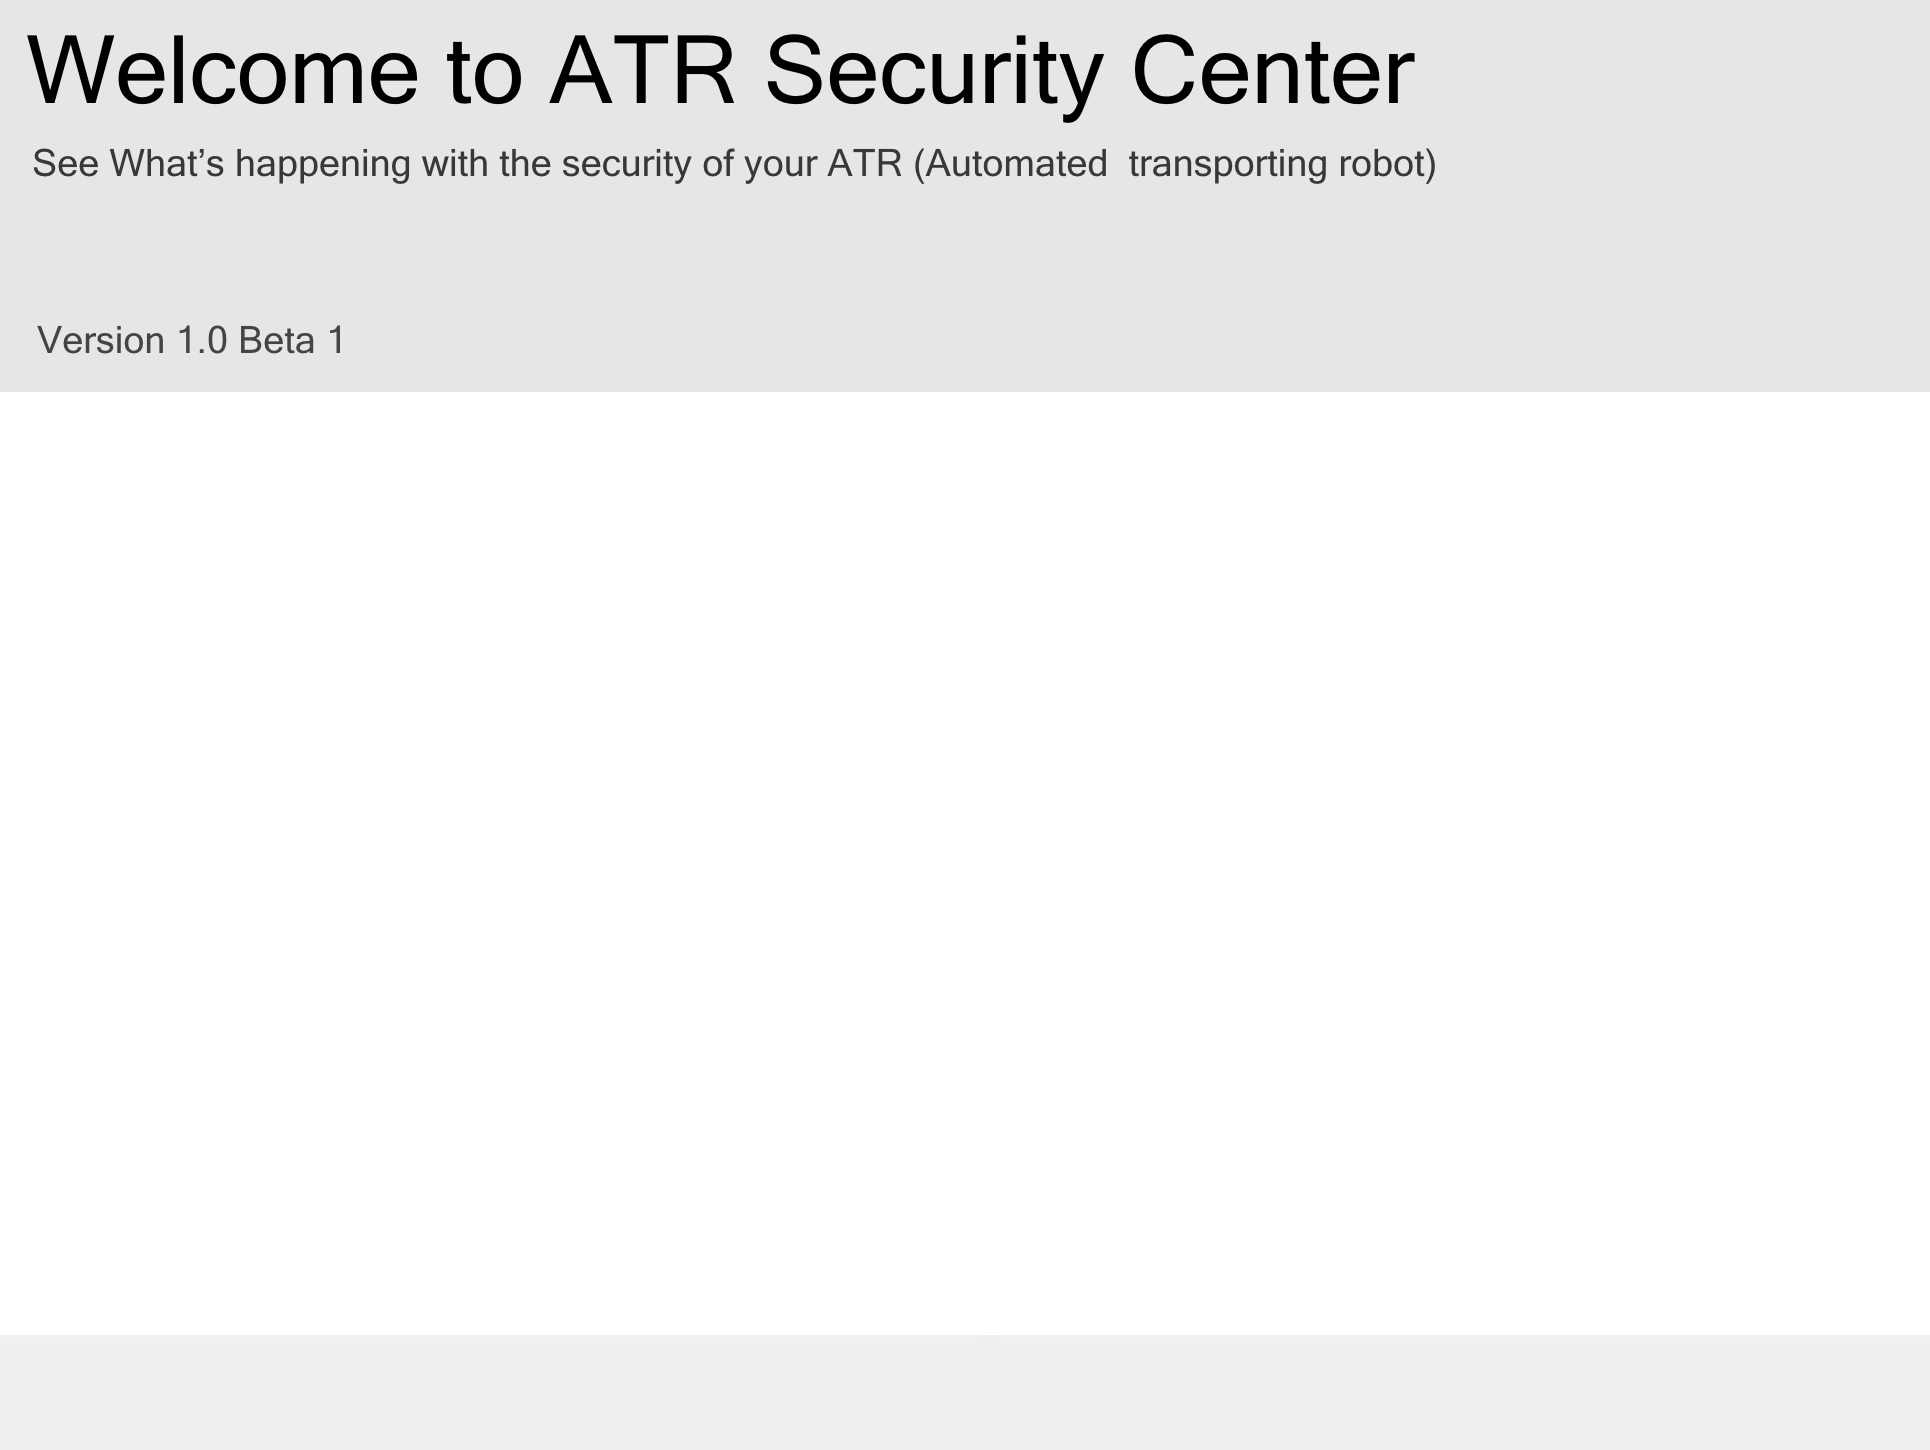 Welcome to ATR Security Center
See What’s happening with the security of your ATR (Automated  transporting robot)
Version 1.0 Beta 1